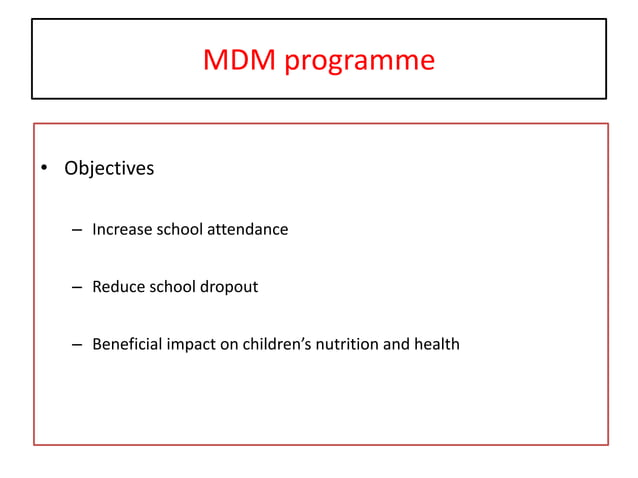 MDM programme
• Objectives
– Increase school attendance
– Reduce school dropout
– Beneficial impact on children’s nutrition and health